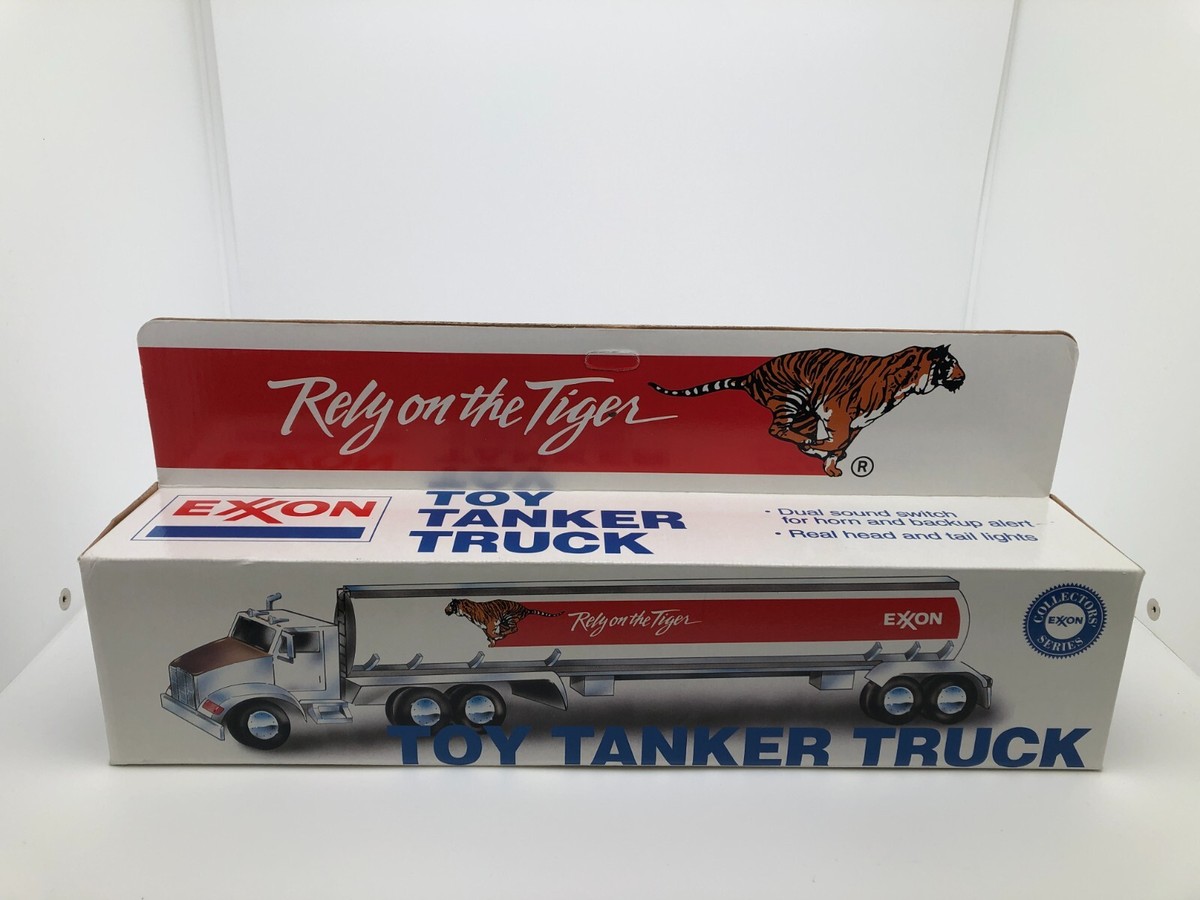 Rely on the Tiger
®
EXXON
TOY
TANKER
TRUCK
• Dual sound switch
for horn and backup alert
• Real head and tail lights
Rely on the Tiger
EXXON
COLLECTORS'
EXXON
SERIES
TOY TANKER TRUCK